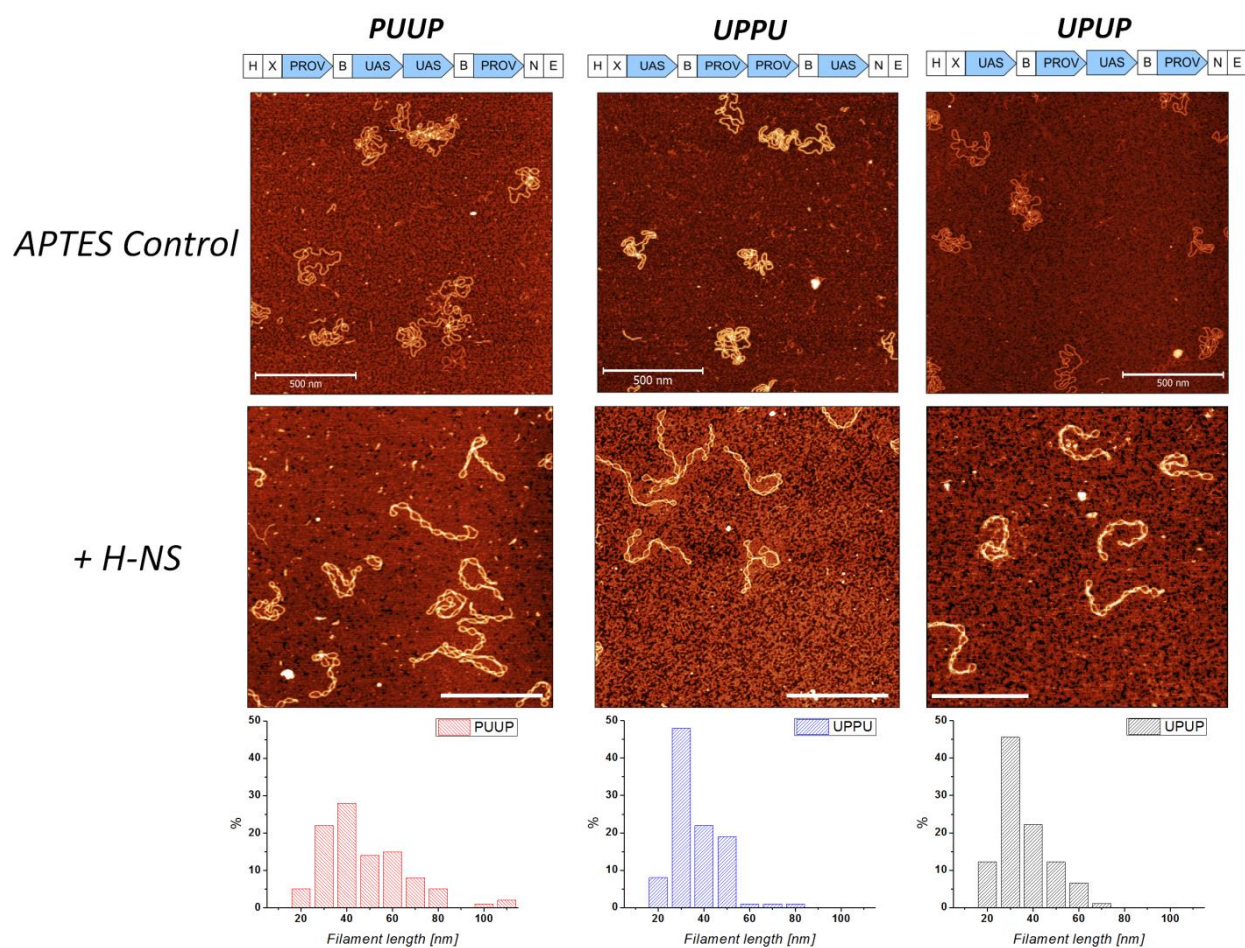 PUUP UPPU UPUP
H X PROV B UAS UAS B PROV N E
H X UAS B PROV PROV B UAS N E
H X UAS B PROV UAS B PROV N E
APTES Control
500 nm
500 nm
500 nm
+ H-NS
50
40
30
20
10
0
%
PUUP
20 40 60 80 100
Filament length [nm]
50
40
30
20
10
0
%
UPPU
20 40 60 80 100
Filament length [nm]
50
40
30
20
10
0
%
UPUP
20 40 60 80 100
Filament length [nm]